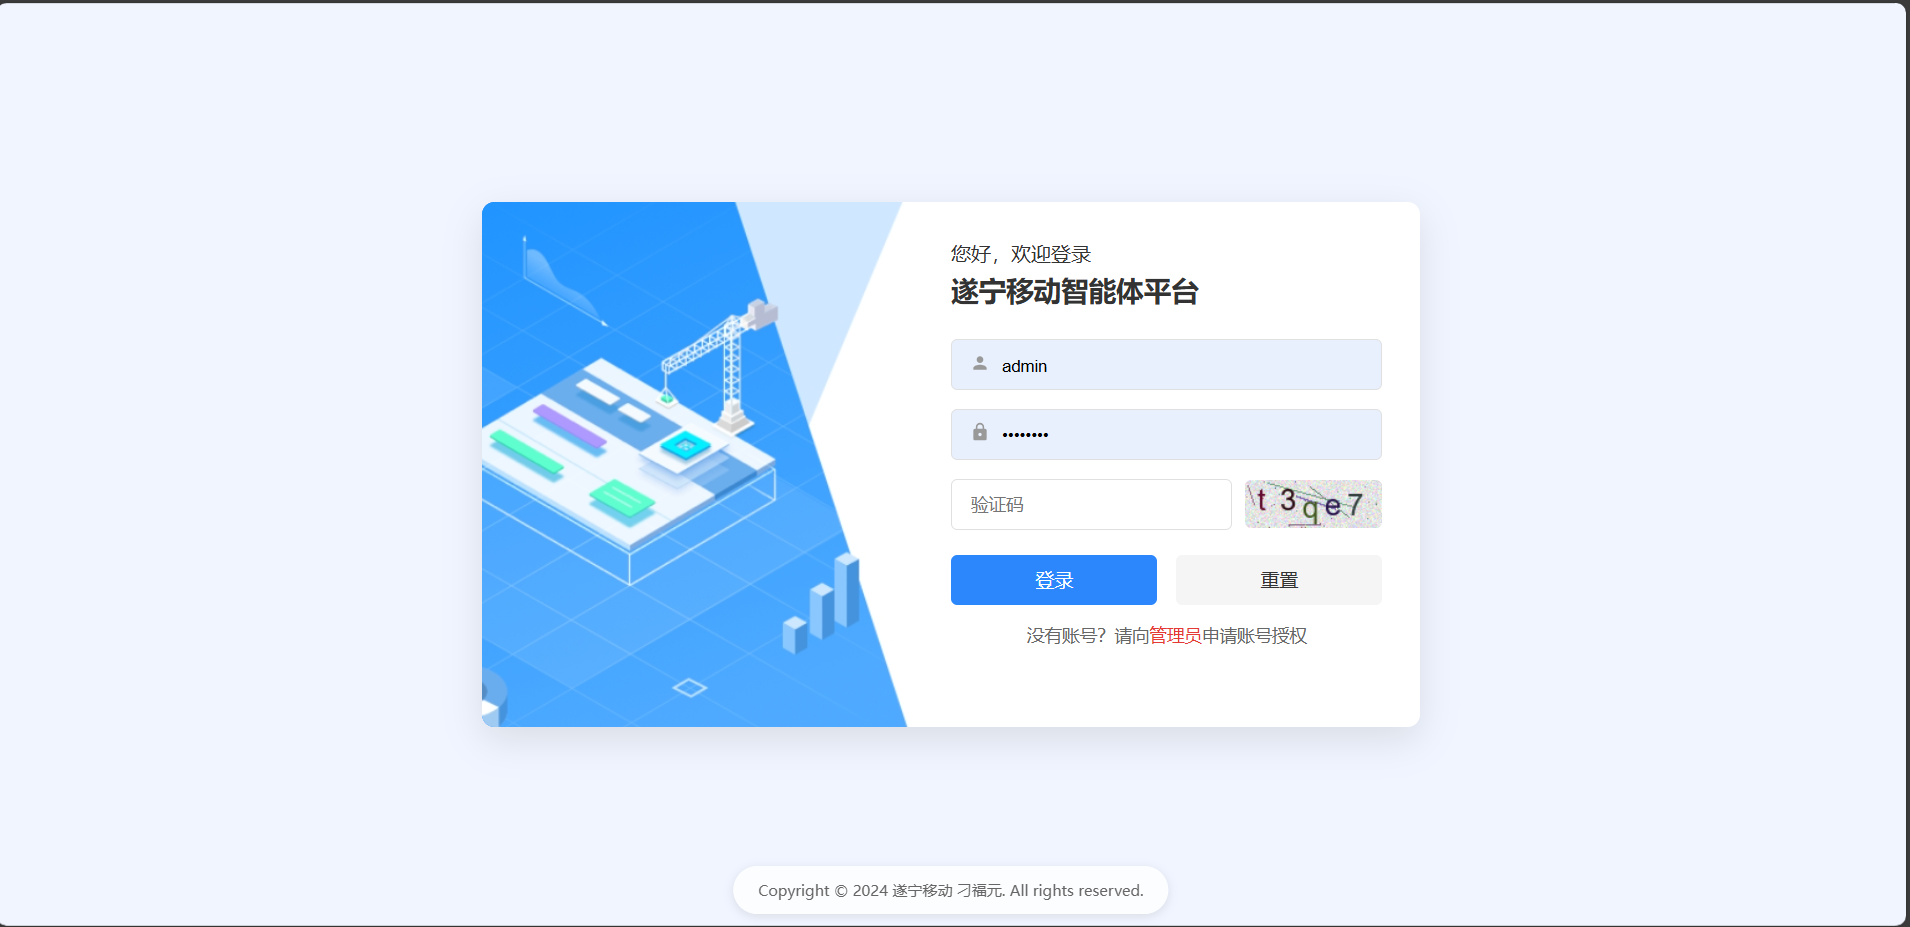 您好，欢迎登录
遂宁移动智能体平台
admin
••••••••
验证码
t3qe7
登录
重置
没有账号？请向管理员申请账号授权
Copyright © 2024 遂宁移动 刁福元. All rights reserved.